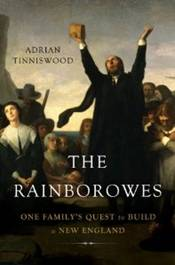 ADRIAN
TINNISWOOD
THE
RAINBOROWES
ONE FAMILY'S QUEST to BUILD
a NEW ENGLAND